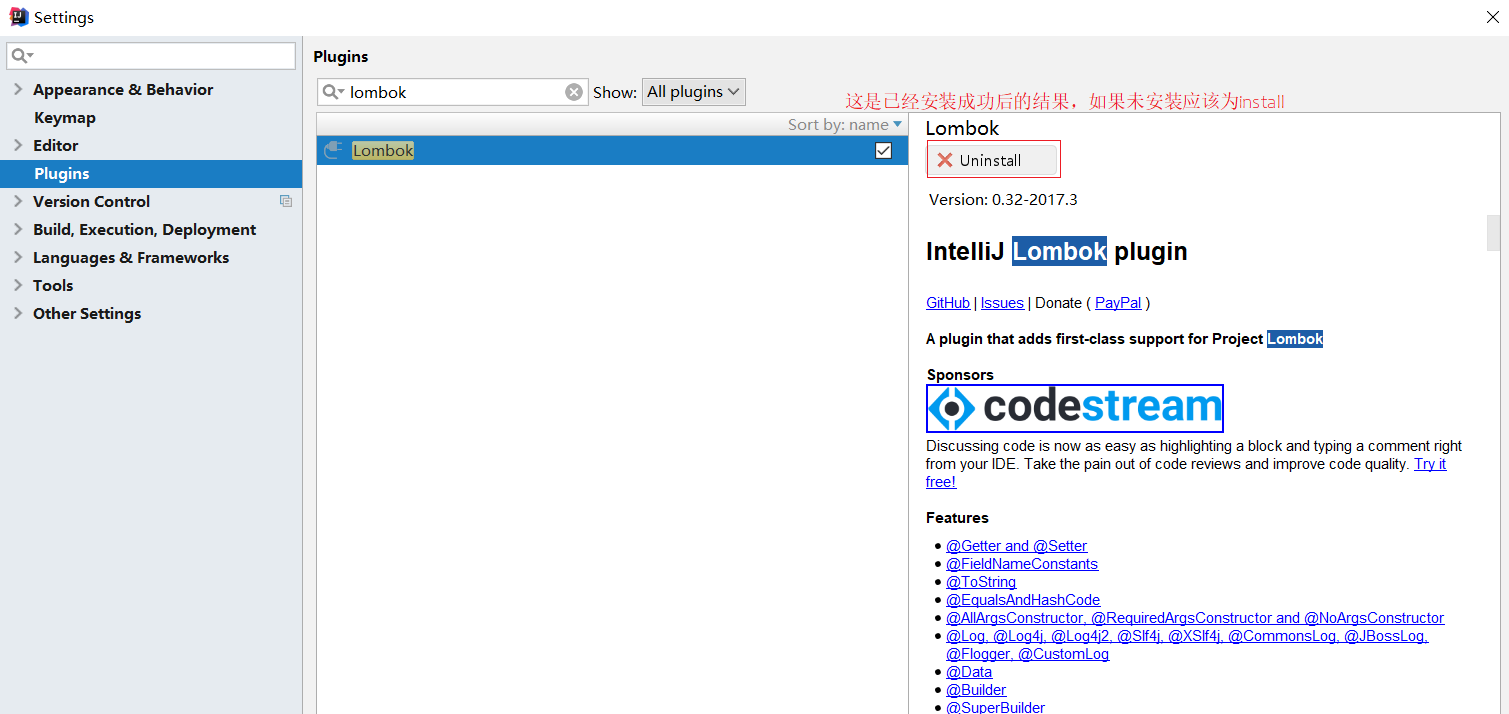 Settings
Appearance & Behavior
Keymap
Editor
Plugins
Version Control
Build, Execution, Deployment
Languages & Frameworks
Tools
Other Settings
Plugins
lombok
Show: All plugins
这是已经安装成功后的结果，如果未安装应该为install
Sort by: name
Lombok
Lombok
Uninstall
Version: 0.32-2017.3
IntelliJ Lombok plugin
GitHub | Issues | Donate ( PayPal )
A plugin that adds first-class support for Project Lombok
Sponsors
codestream
Discussing code is now as easy as highlighting a block and typing a comment right
from your IDE. Take the pain out of code reviews and improve code quality. Try it
free!
Features
@Getter and @Setter
@FieldNameConstants
@ToString
@EqualsAndHashCode
@AllArgsConstructor, @RequiredArgsConstructor and @NoArgsConstructor
@Log, @Log4j, @Log4j2, @Slf4j, @XSlf4j, @CommonsLog, @JBossLog,
@Flogger, @CustomLog
@Data
@Builder
@SuperBuilder